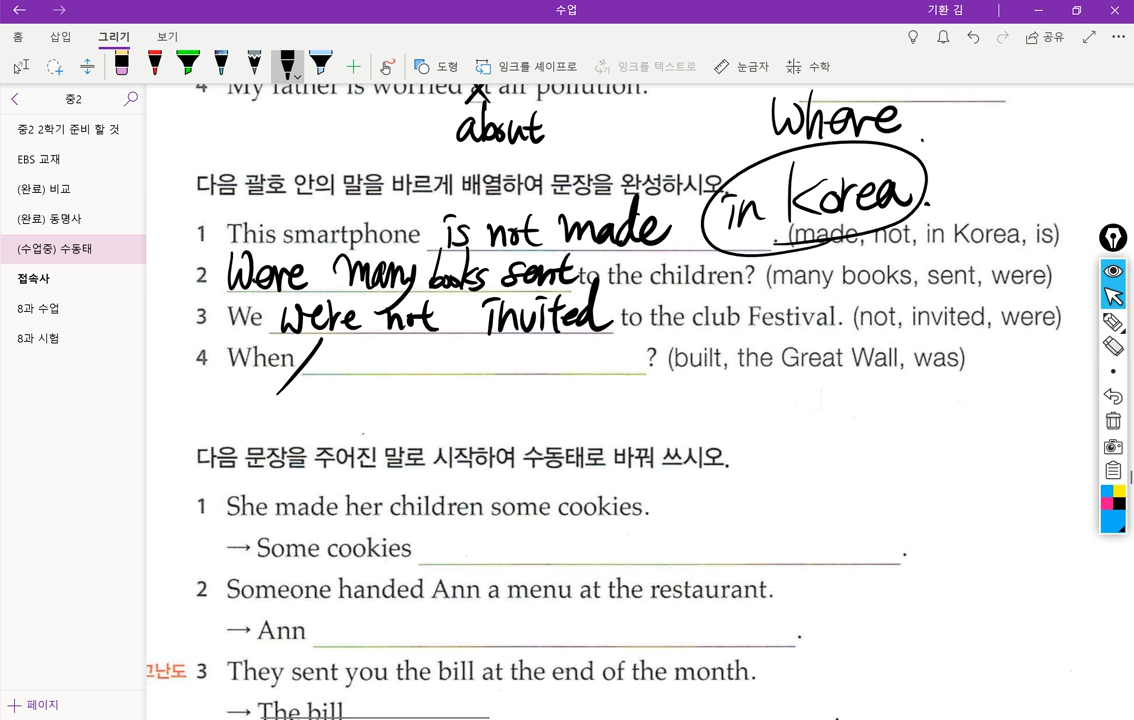 수업
기환 김
홈 삽입 그리기 보기
도형 잉크를 셰이프로 잉크를 텍스트로 눈금자 수학 공유
중2
중2 2학기 준비 할 것
EBS 교재
(완료) 비교
(완료) 동명사
(수업중) 수동태
접속사
8과 수업
8과 시험
페이지
4 My father is worried at air pollution.
about
where
다음 괄호 안의 말을 바르게 배열하여 문장을 완성하시오.
in Korea.
1 This smartphone is not made . (made, not, in Korea, is)
2 Were many books sent to the children? (many books, sent, were)
3 We were not invited to the club Festival. (not, invited, were)
4 When / ? (built, the Great Wall, was)
다음 문장을 주어진 말로 시작하여 수동태로 바꿔 쓰시오.
1 She made her children some cookies.
→ Some cookies .
2 Someone handed Ann a menu at the restaurant.
→ Ann .
고난도 3 They sent you the bill at the end of the month.
→ The bill .